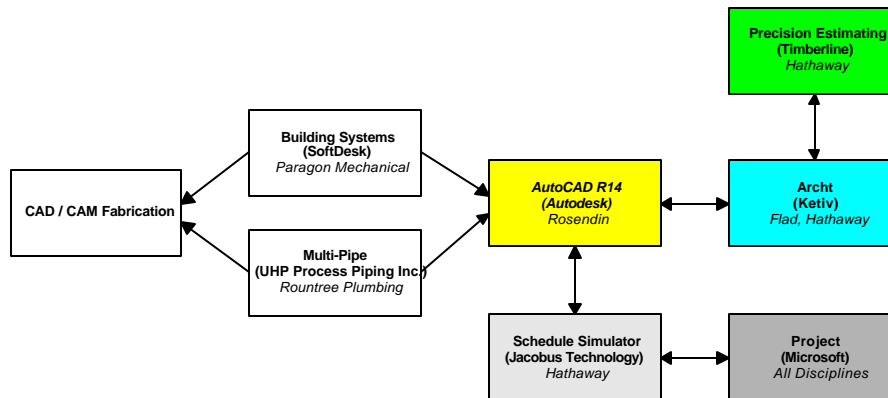 Precision Estimating
(Timberline)
Hathaway
Building Systems
(SoftDesk)
Paragon Mechanical
CAD / CAM Fabrication
AutoCAD R14
(Autodesk)
Rosendin
Archt
(Ketiv)
Flad, Hathaway
Multi-Pipe
(UHP Process Piping Inc.)
Rountree Plumbing
Schedule Simulator
(Jacobus Technology)
Hathaway
Project
(Microsoft)
All Disciplines